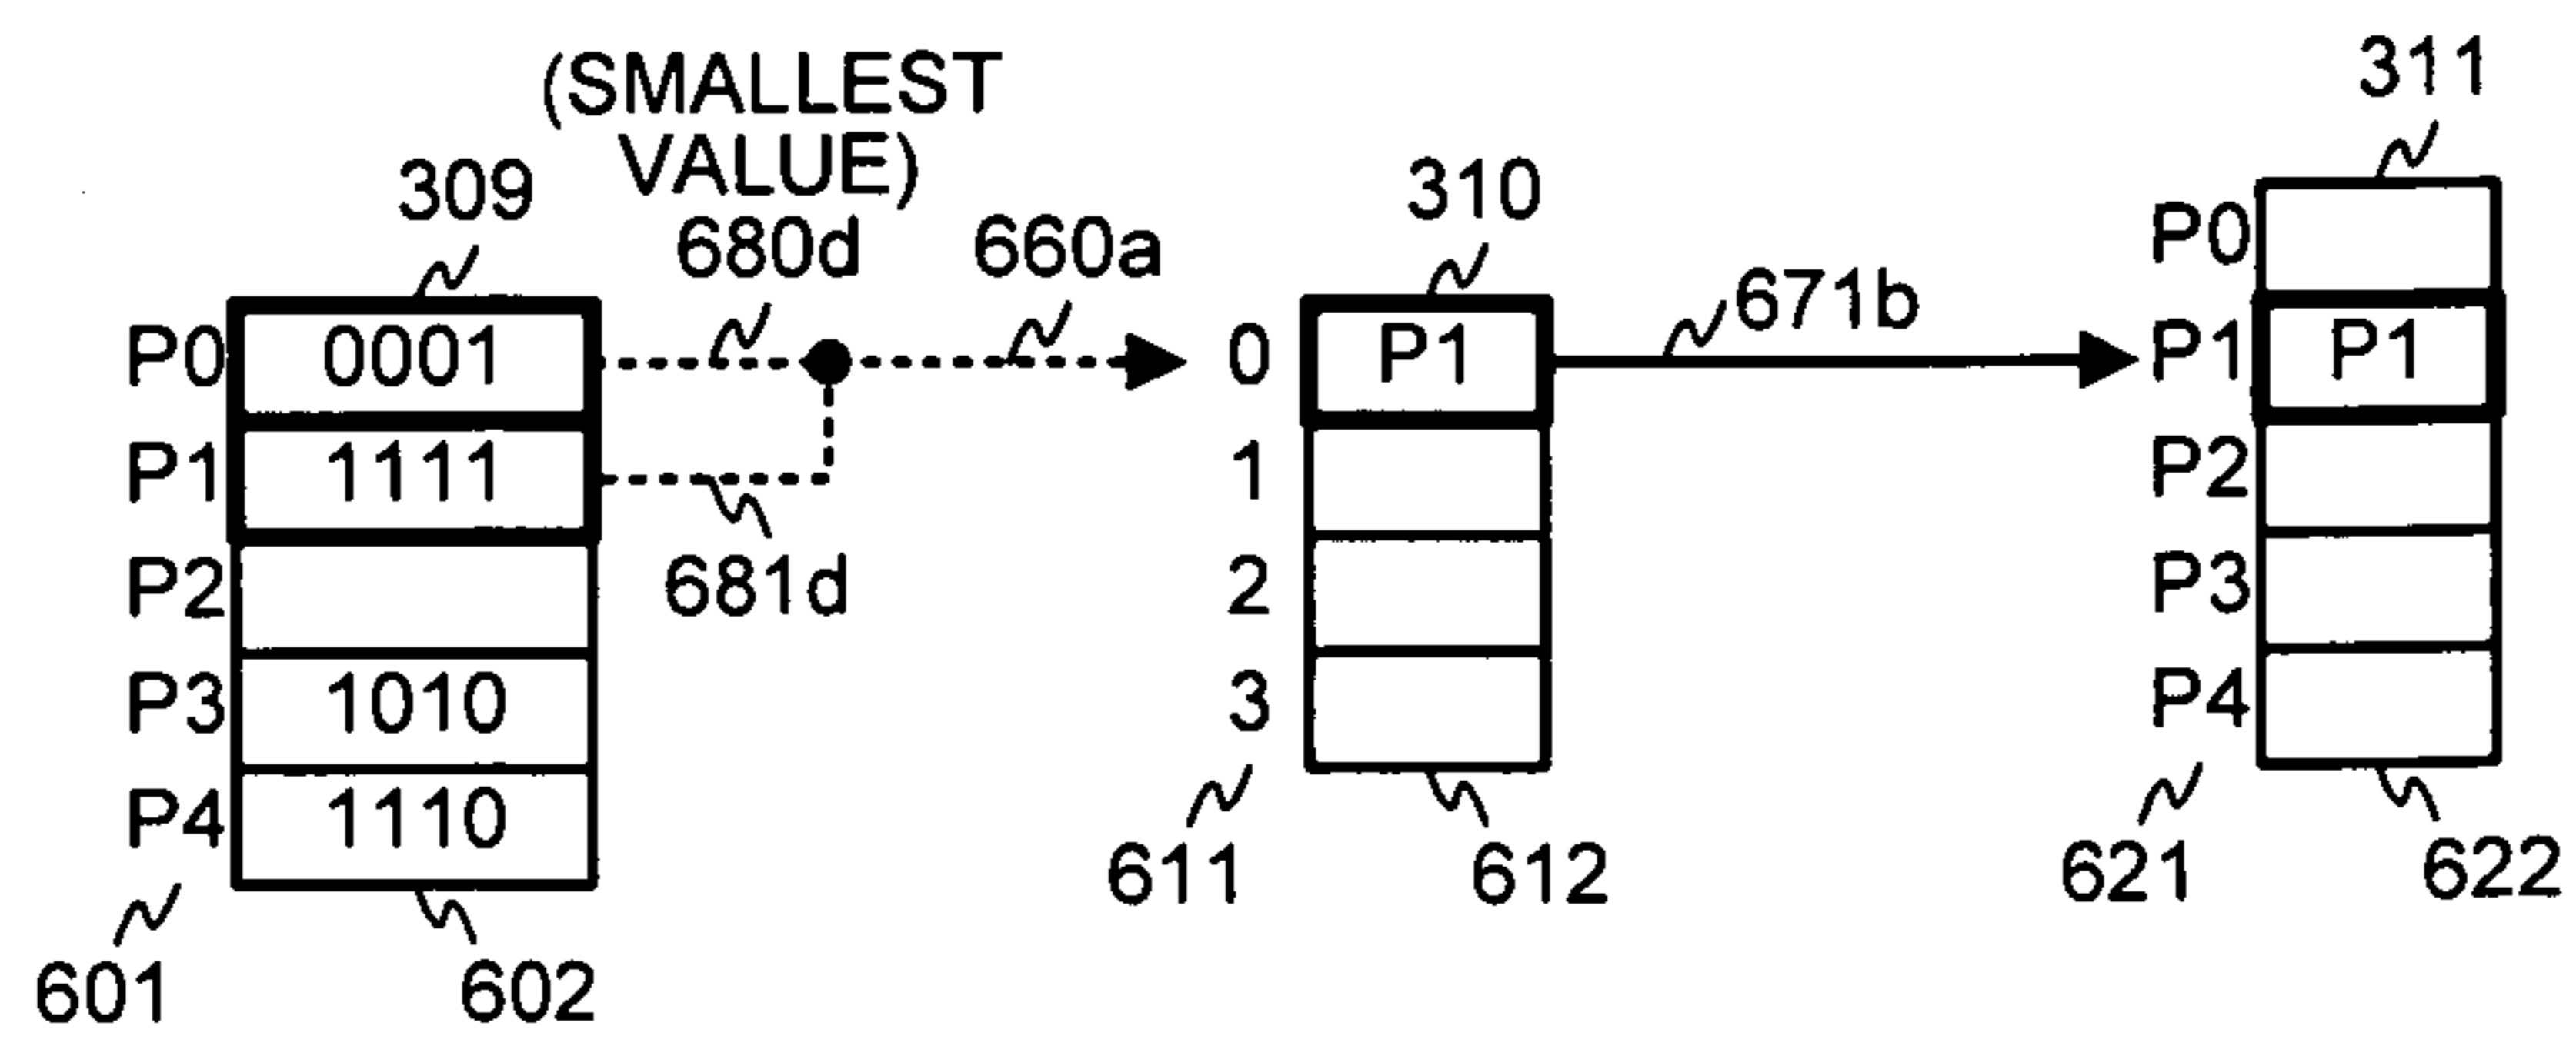 (SMALLEST
VALUE)
311
309
680d
660a
310
671b
P0
P0 0001
0 P1
P1 P1
P1 1111
1
P2
681d
P2
2
P3
P3 1010
3
P4
P4 1110
611
612
621
622
601
602